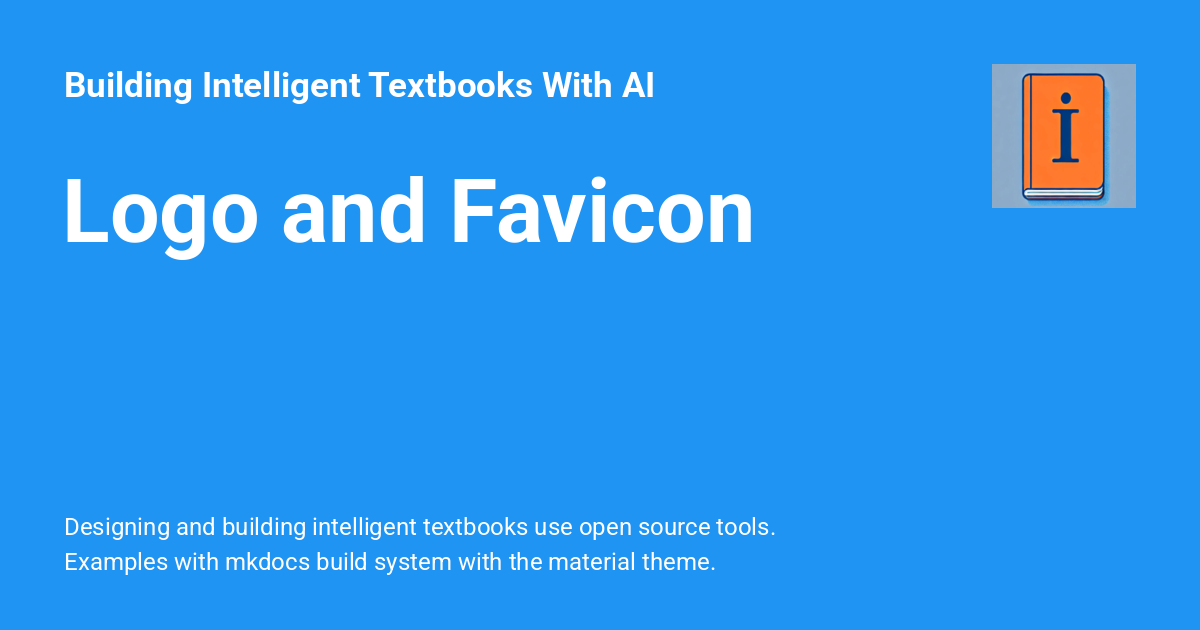 Building Intelligent Textbooks With AI
i
Logo and Favicon
Designing and building intelligent textbooks use open source tools.
Examples with mkdocs build system with the material theme.